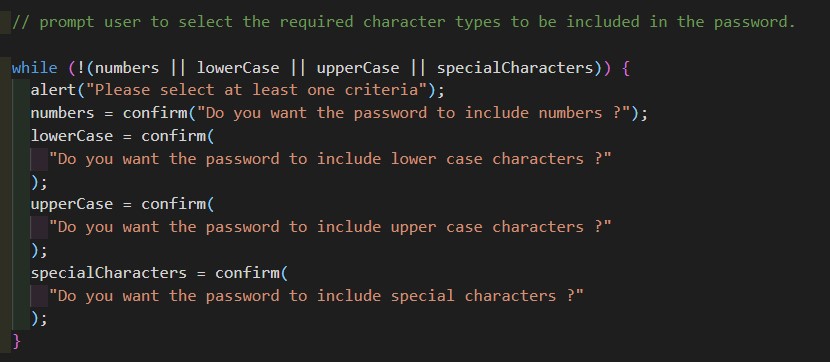 // prompt user to select the required character types to be included in the password.
while (!(numbers || lowerCase || upperCase || specialCharacters)) {
alert("Please select at least one criteria");
numbers = confirm("Do you want the password to include numbers ?");
lowerCase = confirm(
"Do you want the password to include lower case characters ?"
);
upperCase = confirm(
"Do you want the password to include upper case characters ?"
);
specialCharacters = confirm(
"Do you want the password to include special characters ?"
);
}